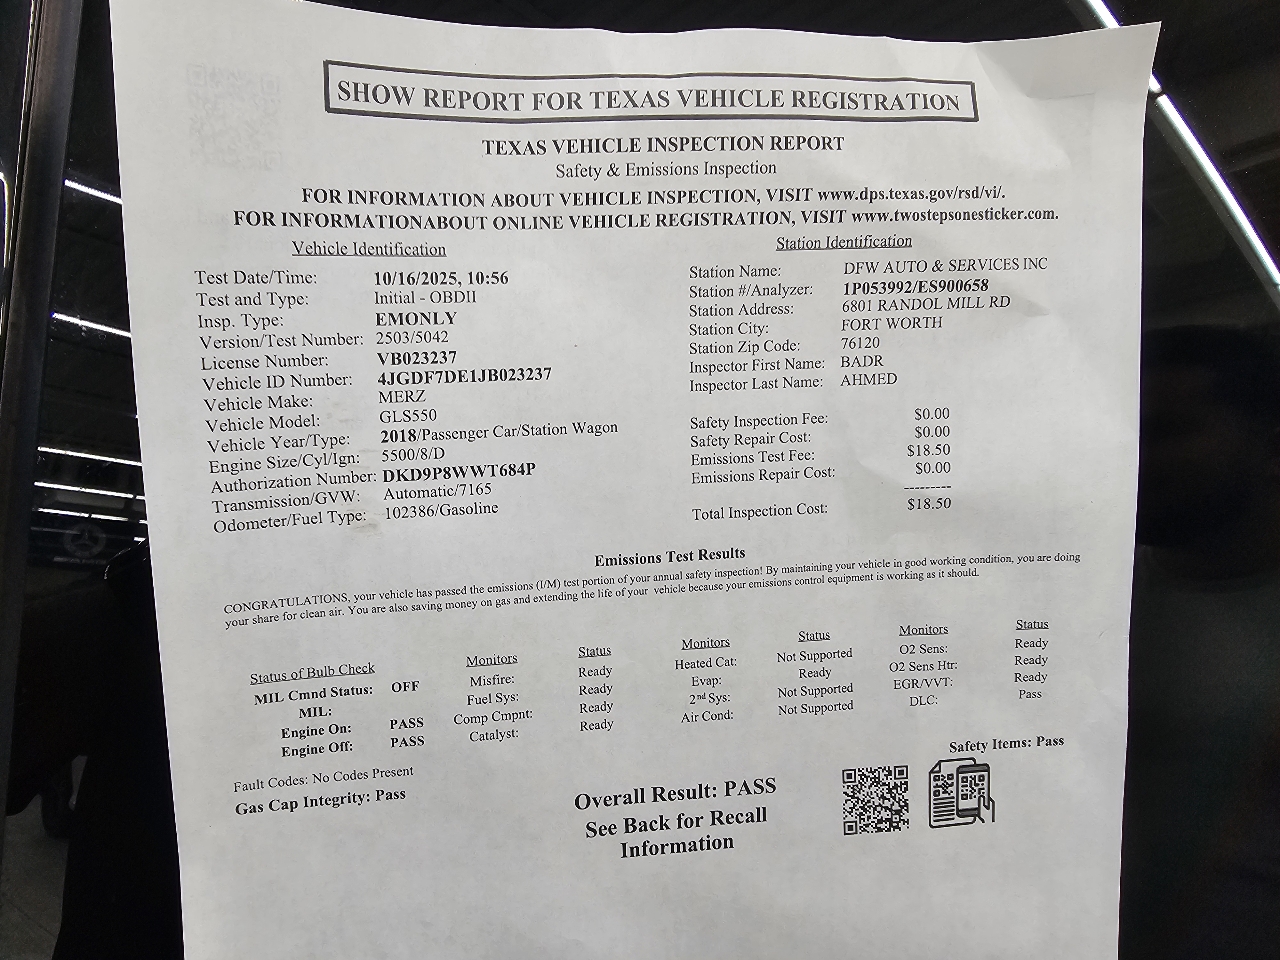 SHOW REPORT FOR TEXAS VEHICLE REGISTRATION
TEXAS VEHICLE INSPECTION REPORT
Safety & Emissions Inspection
FOR INFORMATION ABOUT VEHICLE INSPECTION, VISIT www.dps.texas.gov/rsd/vi/.
FOR INFORMATIONABOUT ONLINE VEHICLE REGISTRATION, VISIT www.twostepsonesticker.com.
Vehicle Identification
Test Date/Time: 10/16/2025, 10:56
Test and Type: Initial - OBDII
Insp. Type: EMONLY
Version/Test Number: 2503/5042
License Number: VB023237
Vehicle ID Number: 4JGDF7DE1JB023237
Vehicle Make: MERZ
Vehicle Model: GLS550
Vehicle Year/Type: 2018/Passenger Car/Station Wagon
Engine Size/Cyl/Ign: 5500/8/D
Authorization Number: DKD9P8WWT684P
Transmission/GVW: Automatic/7165
Odometer/Fuel Type: 102386/Gasoline
Station Identification
Station Name: DFW AUTO & SERVICES INC
Station #/Analyzer: 1P053992/ES900658
Station Address: 6801 RANDOL MILL RD
Station City: FORT WORTH
Station Zip Code: 76120
Inspector First Name: BADR
Inspector Last Name: AHMED
Safety Inspection Fee: $0.00
Safety Repair Cost: $0.00
Emissions Test Fee: $18.50
Emissions Repair Cost: $0.00
---------
Total Inspection Cost: $18.50
Emissions Test Results
CONGRATULATIONS, your vehicle has passed the emissions (I/M) test portion of your annual safety inspection! By maintaining your vehicle in good working condition, you are doing
your share for clean air. You are also saving money on gas and extending the life of your vehicle because your emissions control equipment is working as it should.
Status of Bulb Check
MIL Cmnd Status: OFF
MIL:
Engine On: PASS
Engine Off: PASS
Monitors Status
Misfire: Ready
Fuel Sys: Ready
Comp Cmpnt: Ready
Catalyst: Ready
Monitors Status
Heated Cat: Not Supported
Evap: Ready
2nd Sys: Not Supported
Air Cond: Not Supported
Monitors Status
O2 Sens: Ready
O2 Sens Htr: Ready
EGR/VVT: Ready
DLC: Pass
Fault Codes: No Codes Present
Gas Cap Integrity: Pass
Safety Items: Pass
Overall Result: PASS
See Back for Recall
Information